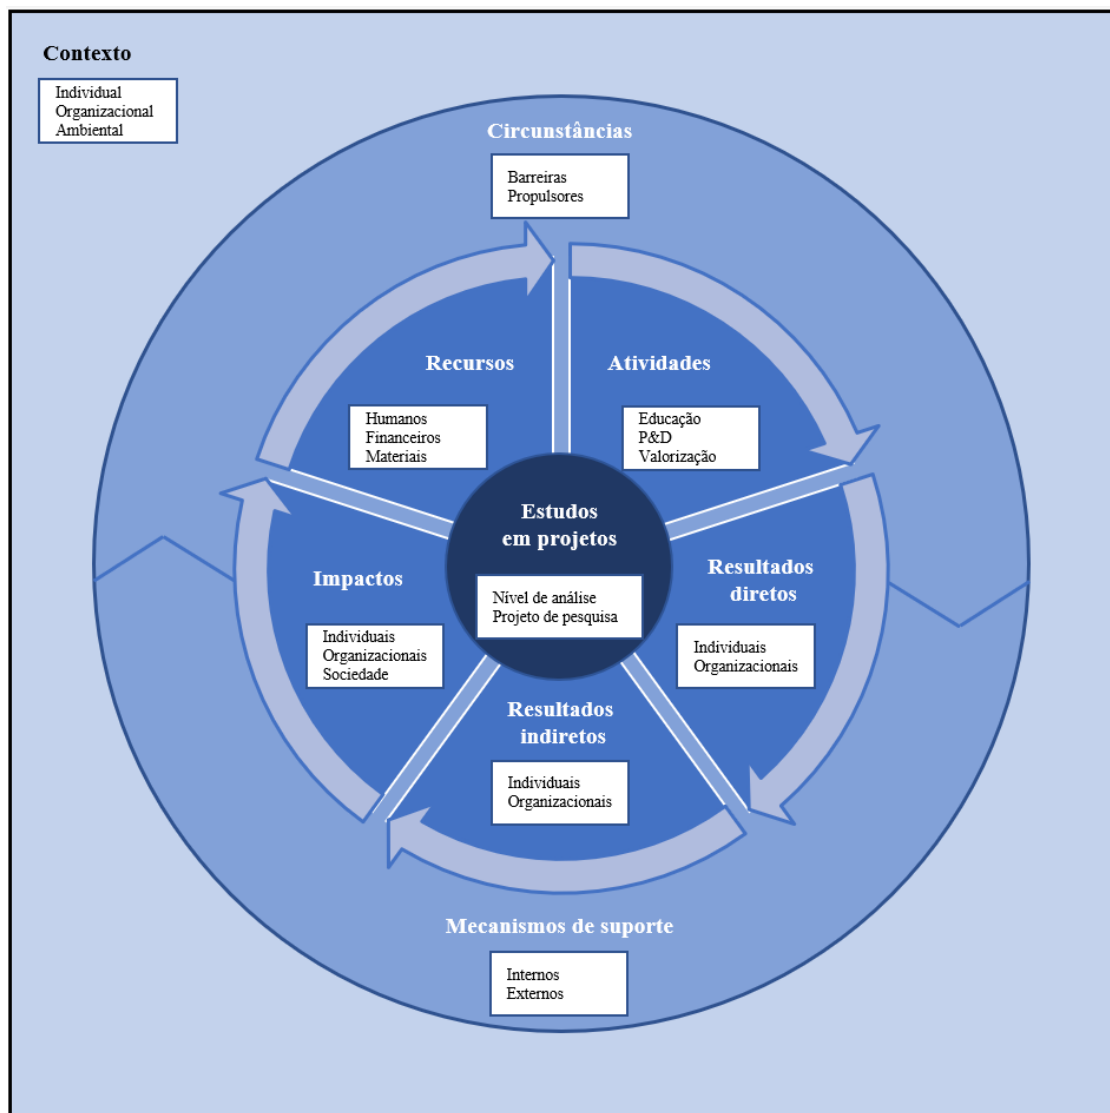 Contexto
Individual
Organizacional
Ambiental
Circunstâncias
Barreiras
Propulsores
Recursos
Humanos
Financeiros
Materiais
Atividades
Educação
P&D
Valorização
Estudos
em projetos
Nível de análise
Projeto de pesquisa
Impactos
Individuais
Organizacionais
Sociedade
Resultados
diretos
Individuais
Organizacionais
Resultados
indiretos
Individuais
Organizacionais
Mecanismos de suporte
Internos
Externos